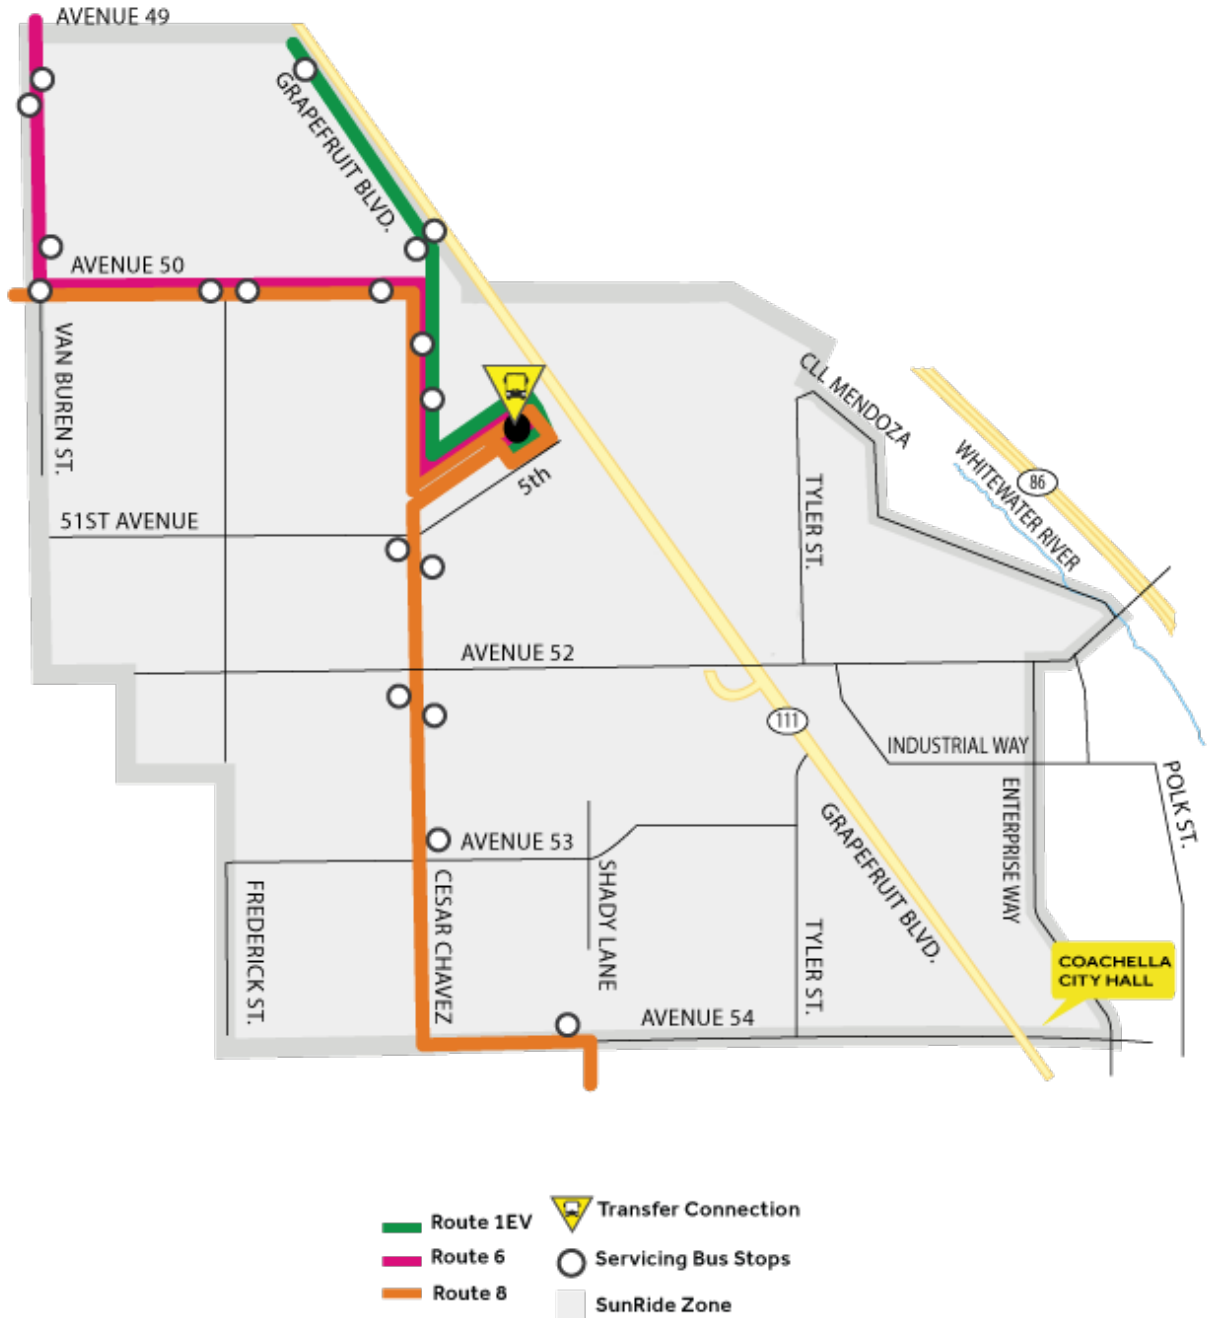 AVENUE 49
GRAPEFRUIT BLVD.
AVENUE 50
VAN BUREN ST.
CLL MENDOZA
WHITEWATER RIVER
86
5th
TYLER ST.
51ST AVENUE
AVENUE 52
111
INDUSTRIAL WAY
POLK ST.
ENTERPRISE WAY
GRAPEFRUIT BLVD.
AVENUE 53
SHADY LANE
CESAR CHAVEZ
FREDERICK ST.
TYLER ST.
COACHELLA
CITY HALL
AVENUE 54
Route 1EV
Route 6
Route 8
Transfer Connection
Servicing Bus Stops
SunRide Zone